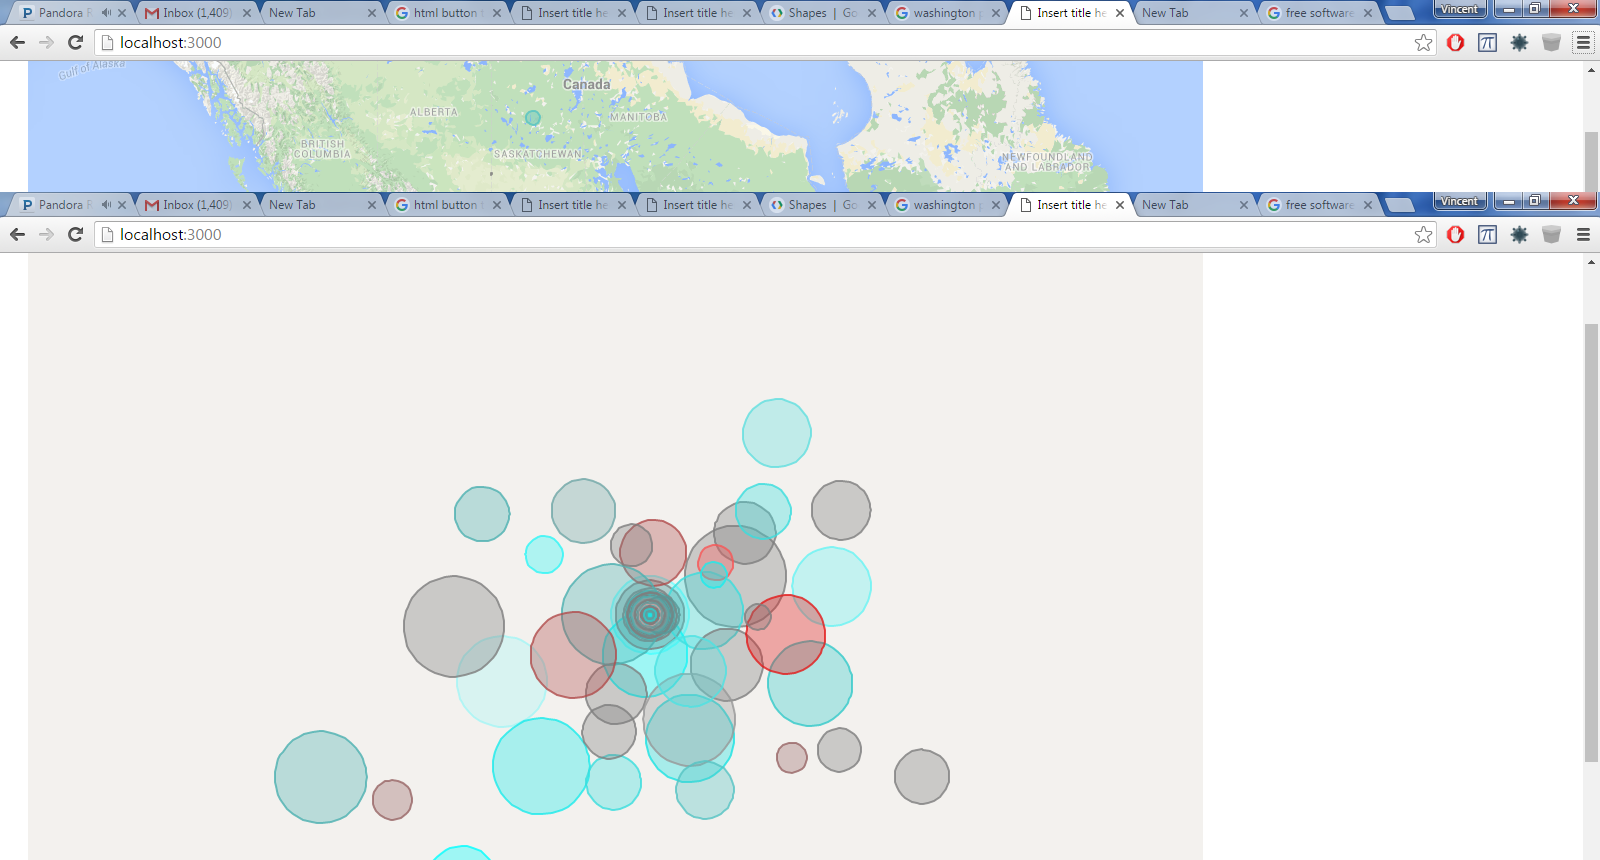 Pandora R
Inbox (1,409)
New Tab
html button t
Insert title he
Insert title he
Shapes | Go
washington p
Insert title he
New Tab
free software
Vincent
localhost:3000
Gulf of Alaska
Canada
ALBERTA
MANITOBA
BRITISH
COLUMBIA
SASKATCHEWAN
NEWFOUNDLAND
AND LABRADOR
Pandora R
Inbox (1,409)
New Tab
html button t
Insert title he
Insert title he
Shapes | Go
washington p
Insert title he
New Tab
free software
Vincent
localhost:3000